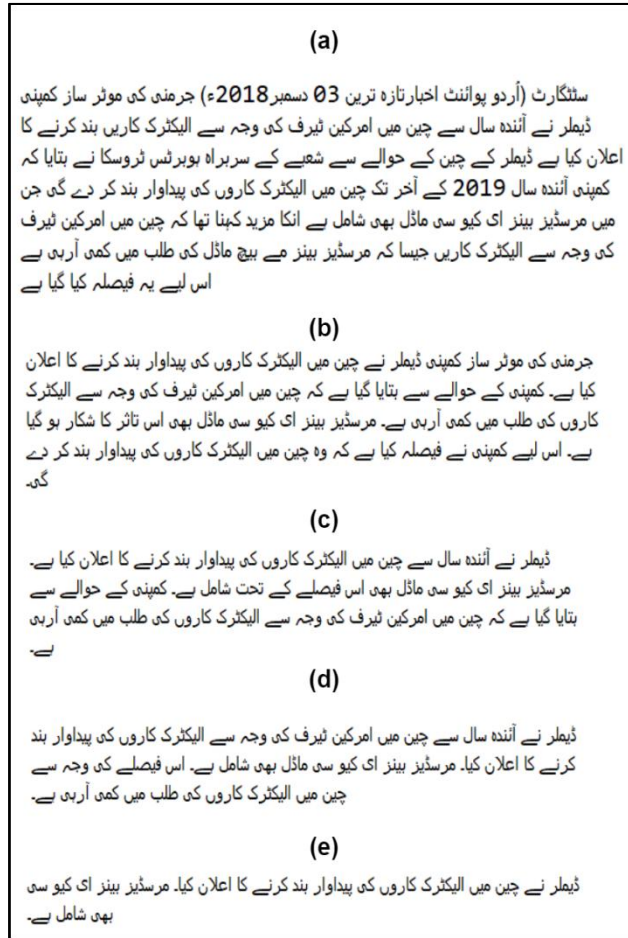 (a)
سٹٹگارٹ (اُردو پوائنٹ اخبارتازہ ترین 03 دسمبر2018ء) جرمنی کی موٹر ساز کمپنی
ڈیملر نے آئندہ سال سے چین میں امرکین ٹیرف کی وجہ سے الیکٹرک کاریں بند کرنے کا
اعلان کیا ہے ڈیملر کے چین کے حوالے سے شعبے کے سربراہ ہوبرٹس ٹروسکا نے بتایا کہ
کمپنی آئندہ سال 2019 کے آخر تک چین میں الیکٹرک کاروں کی پیداوار بند کر دے گی جن
میں مرسڈیز بینز ای کیو سی ماڈل بھی شامل ہے انکا مزید کہنا تھا کہ چین میں امرکین ٹیرف
کی وجہ سے الیکٹرک کاریں جیسا کہ مرسڈیز بینز مے بیچ ماڈل کی طلب میں کمی آرہی ہے
اس لیے یہ فیصلہ کیا گیا ہے
(b)
جرمنی کی موٹر ساز کمپنی ڈیملر نے چین میں الیکٹرک کاروں کی پیداوار بند کرنے کا اعلان
کیا ہے۔ کمپنی کے حوالے سے بتایا گیا ہے کہ چین میں امرکین ٹیرف کی وجہ سے الیکٹرک
کاروں کی طلب میں کمی آرہی ہے۔ مرسڈیز بینز ای کیو سی ماڈل بھی اس تاثر کا شکار ہو گیا
ہے۔ اس لیے کمپنی نے فیصلہ کیا ہے کہ وہ چین میں الیکٹرک کاروں کی پیداوار بند کر دے
گی۔
(c)
ڈیملر نے آئندہ سال سے چین میں الیکٹرک کاروں کی پیداوار بند کرنے کا اعلان کیا ہے۔
مرسڈیز بینز ای کیو سی ماڈل بھی اس فیصلے کے تحت شامل ہے۔ کمپنی کے حوالے سے
بتایا گیا ہے کہ چین میں امرکین ٹیرف کی وجہ سے الیکٹرک کاروں کی طلب میں کمی آرہی
ہے۔
(d)
ڈیملر نے آئندہ سال سے چین میں امرکین ٹیرف کی وجہ سے الیکٹرک کاروں کی پیداوار بند
کرنے کا اعلان کیا۔ مرسڈیز بینز ای کیو سی ماڈل بھی شامل ہے۔ اس فیصلے کی وجہ سے
چین میں الیکٹرک کاروں کی طلب میں کمی آرہی ہے۔
(e)
ڈیملر نے چین میں الیکٹرک کاروں کی پیداوار بند کرنے کا اعلان کیا۔ مرسڈیز بینز ای کیو سی
بھی شامل ہے۔